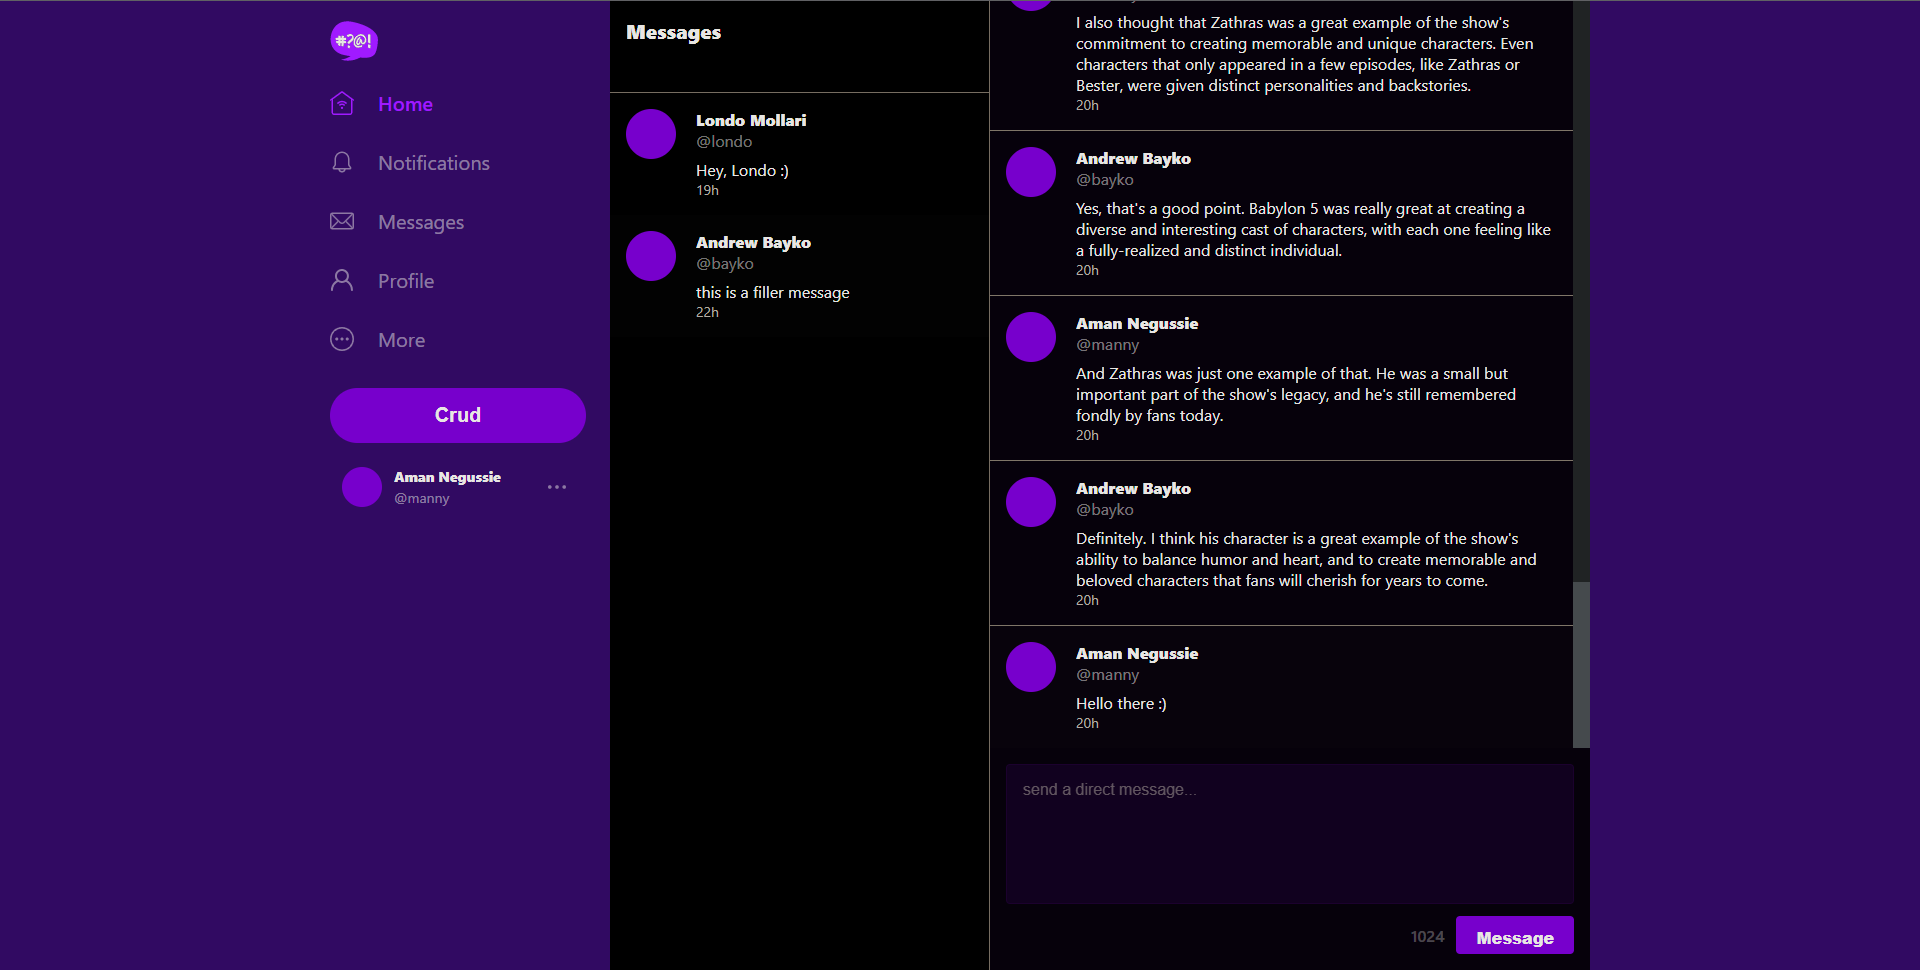 #?@!
Home
Notifications
Messages
Profile
More
Crud
Aman Negussie
@manny
Messages
Londo Mollari
@londo
Hey, Londo :)
19h
Andrew Bayko
@bayko
this is a filler message
22h
I also thought that Zathras was a great example of the show's
commitment to creating memorable and unique characters. Even
characters that only appeared in a few episodes, like Zathras or
Bester, were given distinct personalities and backstories.
20h
Andrew Bayko
@bayko
Yes, that's a good point. Babylon 5 was really great at creating a
diverse and interesting cast of characters, with each one feeling like
a fully-realized and distinct individual.
20h
Aman Negussie
@manny
And Zathras was just one example of that. He was a small but
important part of the show's legacy, and he's still remembered
fondly by fans today.
20h
Andrew Bayko
@bayko
Definitely. I think his character is a great example of the show's
ability to balance humor and heart, and to create memorable and
beloved characters that fans will cherish for years to come.
20h
Aman Negussie
@manny
Hello there :)
20h
send a direct message...
1024
Message